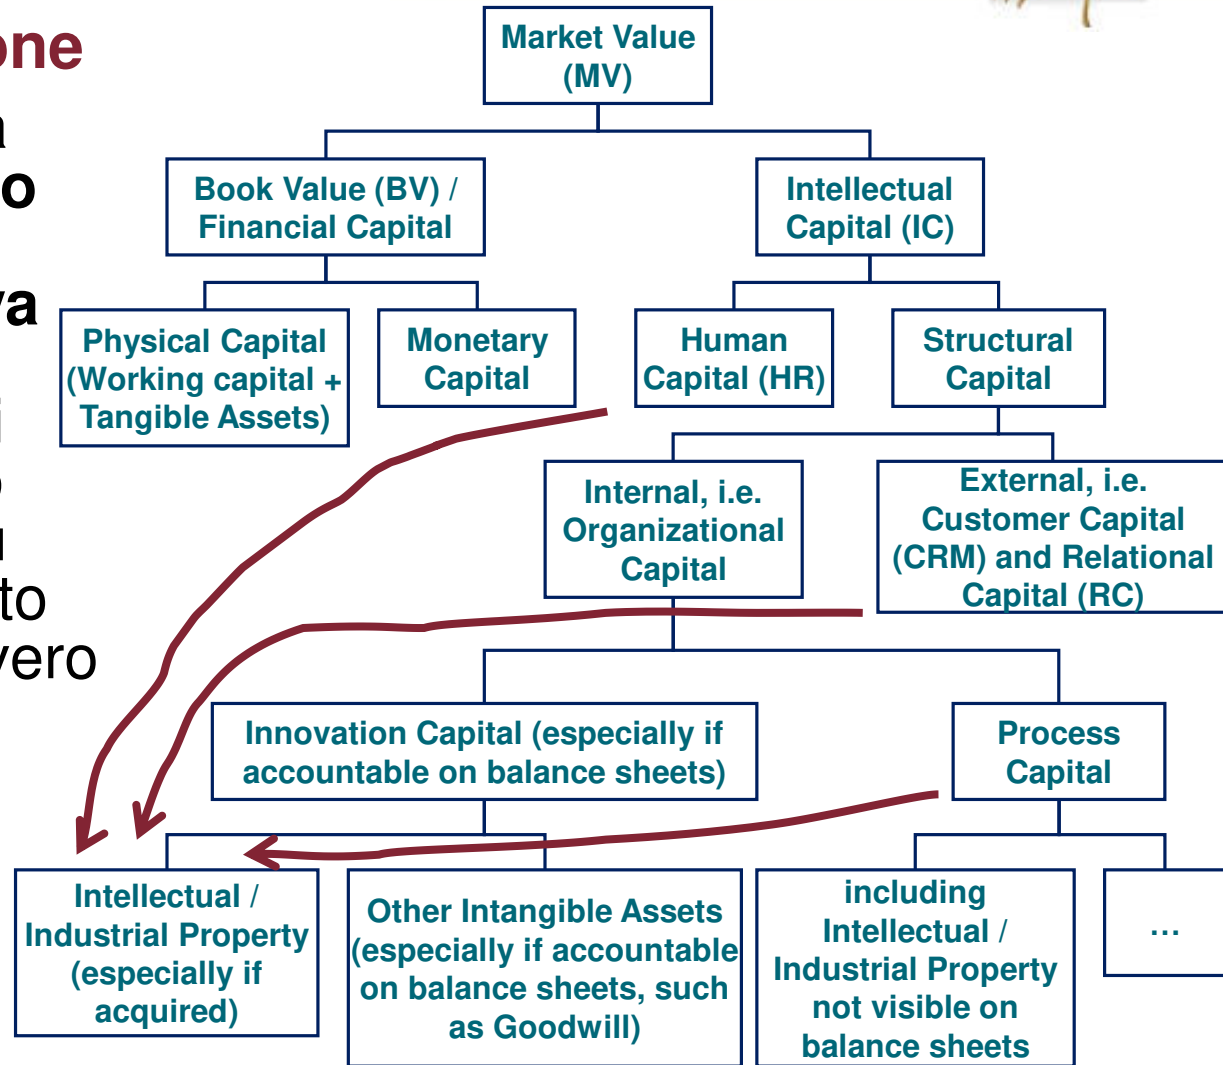 one
a
o
va
i
to
vero
Market Value
(MV)
Book Value (BV) /
Financial Capital
Intellectual
Capital (IC)
Physical Capital
(Working capital +
Tangible Assets)
Monetary
Capital
Human
Capital (HR)
Structural
Capital
Internal, i.e.
Organizational
Capital
External, i.e.
Customer Capital
(CRM) and Relational
Capital (RC)
Innovation Capital (especially if
accountable on balance sheets)
Process
Capital
Intellectual /
Industrial Property
(especially if
acquired)
Other Intangible Assets
(especially if accountable
on balance sheets, such
as Goodwill)
including
Intellectual /
Industrial Property
not visible on
balance sheets
...